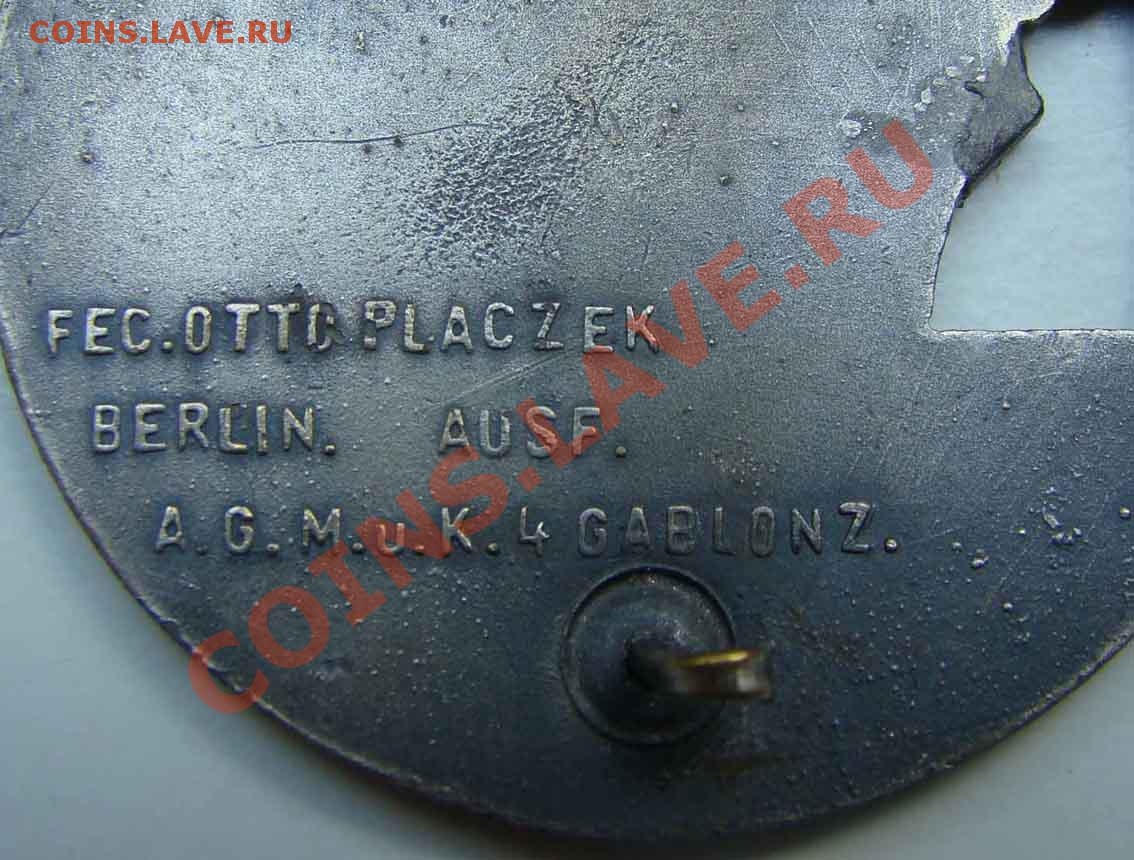 COINS.LAVE.RU
FEC.OTTO PLACZEK.
BERLIN. AUSF.
A.G.M.u.K.4 GABLONZ.
COINS.LAVE.RU